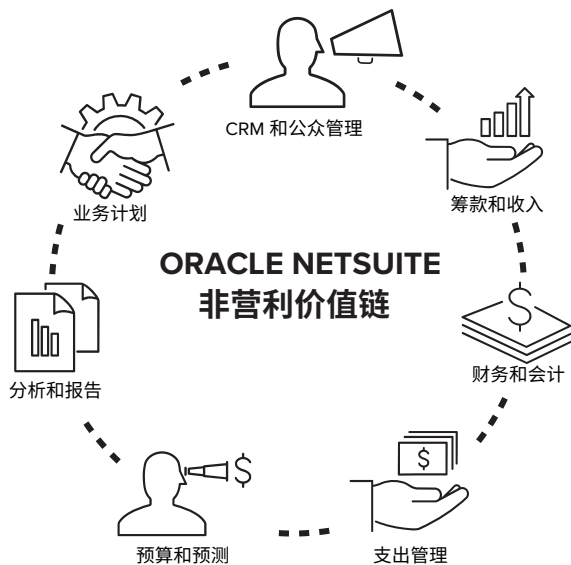 CRM 和公众管理
筹款和收入
业务计划
ORACLE NETSUITE
非营利价值链
财务和会计
分析和报告
预算和预测
支出管理